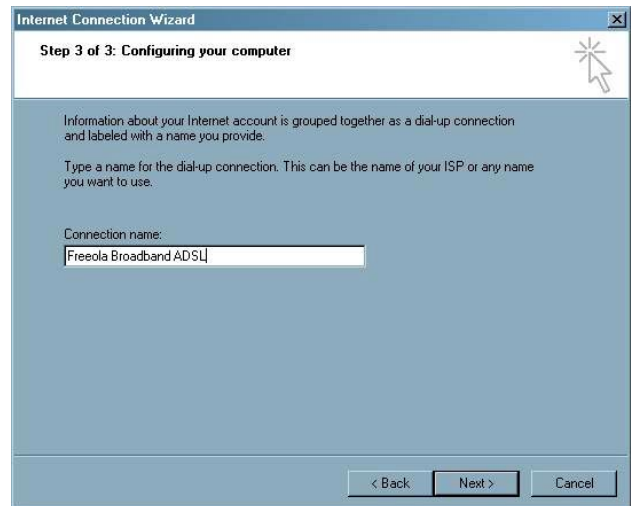 Internet Connection Wizard
Step 3 of 3: Configuring your computer
Information about your Internet account is grouped together as a dial-up connection
and labeled with a name you provide.
Type a name for the dial-up connection. This can be the name of your ISP or any name
you want to use.
Connection name:
Freeola Broadband ADSL
< Back Next > Cancel